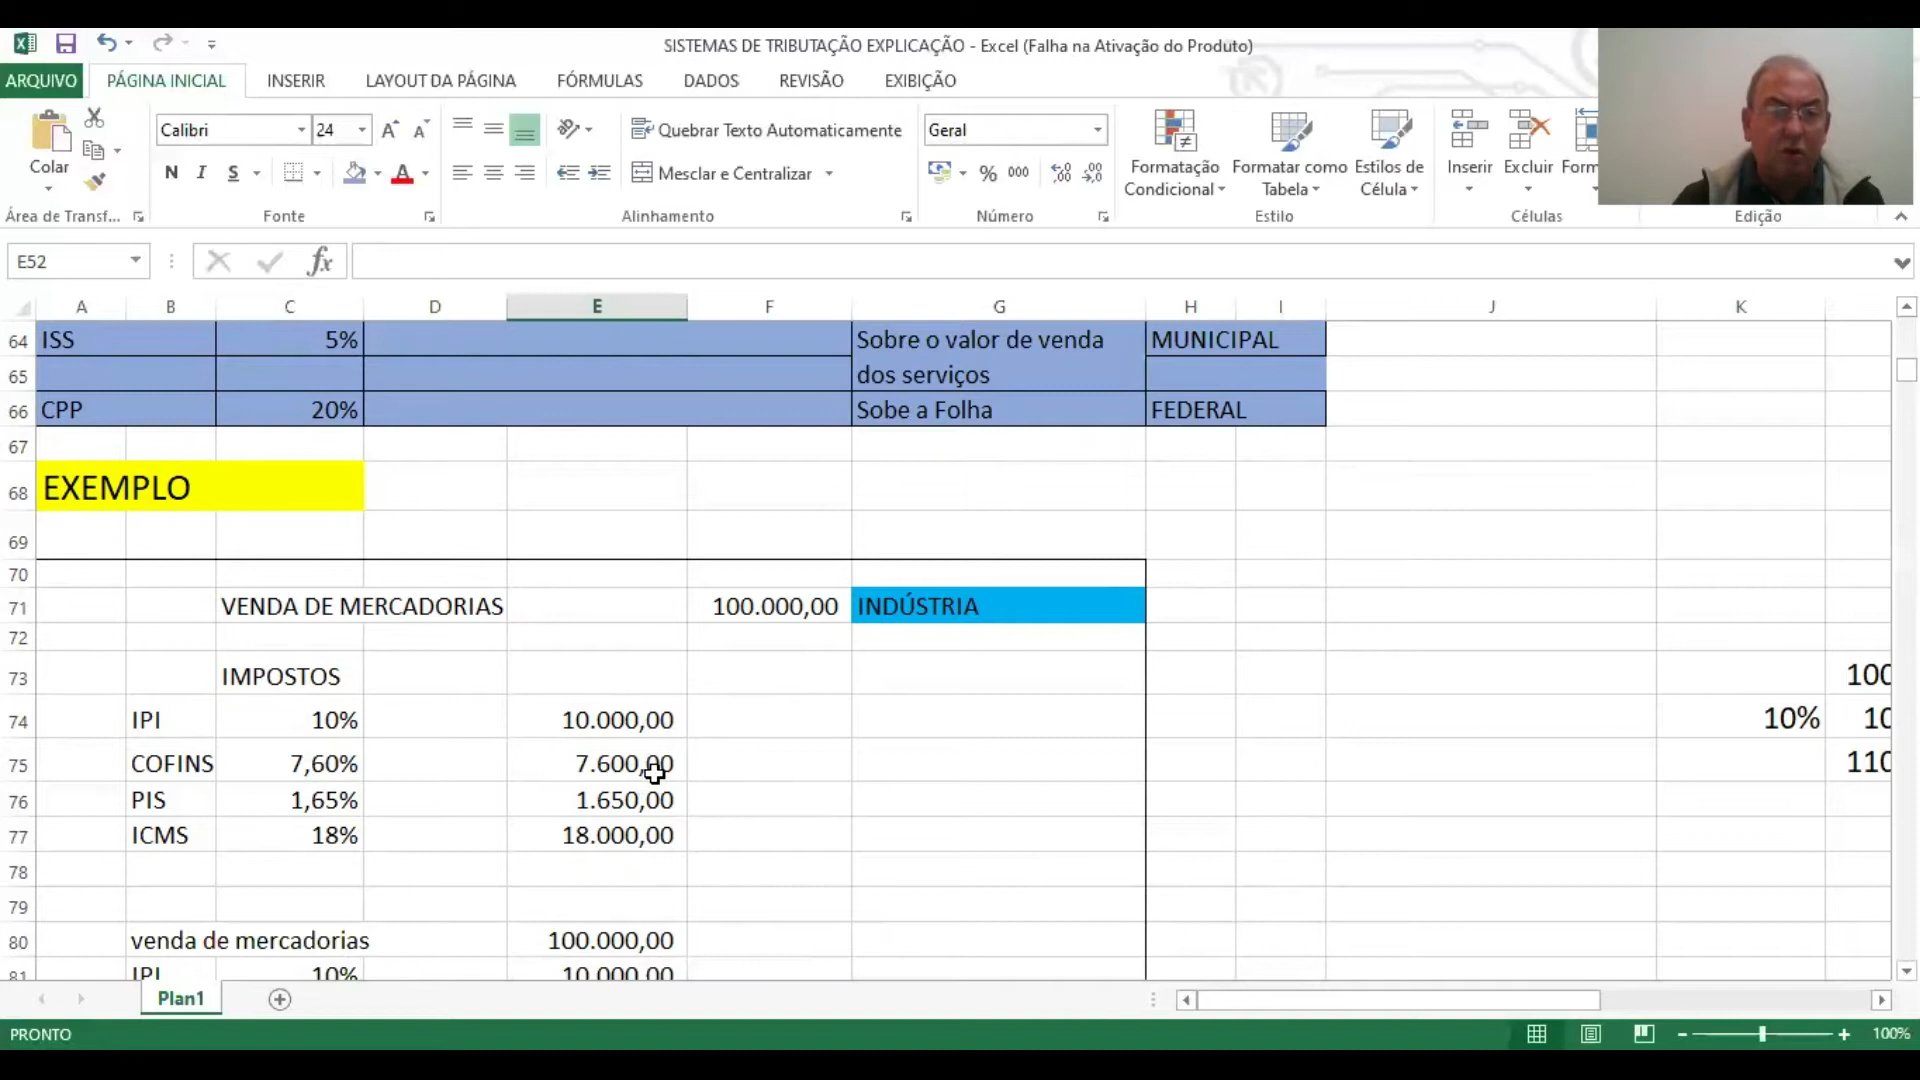 SISTEMAS DE TRIBUTAÇÃO EXPLICAÇÃO - Excel (Falha na Ativação do Produto)
ARQUIVO PÁGINA INICIAL INSERIR LAYOUT DA PÁGINA FÓRMULAS DADOS REVISÃO EXIBIÇÃO
Colar
Calibri 24
N I S
Quebrar Texto Automaticamente
Mesclar e Centralizar
Geral
% 000
Formatação Condicional
Formatar como Tabela
Estilos de Célula
Inserir Excluir Form
Área de Transf... Fonte Alinhamento Número Estilo Células Edição
E52 fx
A B C D E F G H I J K
64 ISS 5% Sobre o valor de venda MUNICIPAL
65 dos serviços
66 CPP 20% Sobe a Folha FEDERAL
67
68 EXEMPLO
69
70
71 VENDA DE MERCADORIAS 100.000,00 INDÚSTRIA
72
73 IMPOSTOS 100
74 IPI 10% 10.000,00 10% 10
75 COFINS 7,60% 7.600,00 110
76 PIS 1,65% 1.650,00
77 ICMS 18% 18.000,00
78
79
80 venda de mercadorias 100.000,00
81 IPI 10% 10.000,00
Plan1
PRONTO 100%